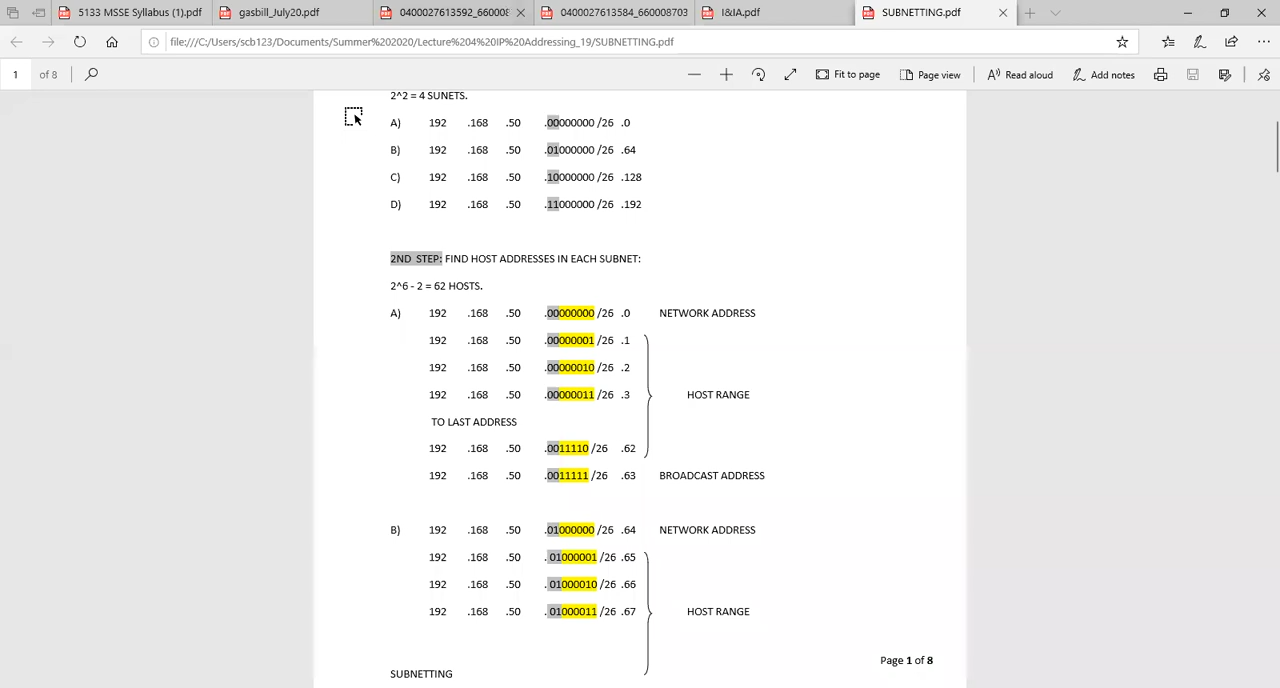 5133 MSSE Syllabus (1).pdf gasbill_July20.pdf 0400027613592_660008 0400027613584_660008703 I&IA.pdf SUBNETTING.pdf
file:///C:/Users/scb123/Documents/Summer%202020/Lecture%204%20IP%20Addressing_19/SUBNETTING.pdf
1 of 8 Fit to page Page view Read aloud Add notes
2^2 = 4 SUNETS.
A) 192 .168 .50 .00000000 /26 .0
B) 192 .168 .50 .01000000 /26 .64
C) 192 .168 .50 .10000000 /26 .128
D) 192 .168 .50 .11000000 /26 .192
2ND STEP: FIND HOST ADDRESSES IN EACH SUBNET:
2^6 - 2 = 62 HOSTS.
A) 192 .168 .50 .00000000 /26 .0 NETWORK ADDRESS
192 .168 .50 .00000001 /26 .1
192 .168 .50 .00000010 /26 .2
192 .168 .50 .00000011 /26 .3 HOST RANGE
TO LAST ADDRESS
192 .168 .50 .0011110 /26 .62
192 .168 .50 .0011111 /26 .63 BROADCAST ADDRESS
B) 192 .168 .50 .01000000 /26 .64 NETWORK ADDRESS
192 .168 .50 . 01000001 /26 .65
192 .168 .50 . 01000010 /26 .66
192 .168 .50 . 01000011 /26 .67 HOST RANGE
Page 1 of 8
SUBNETTING